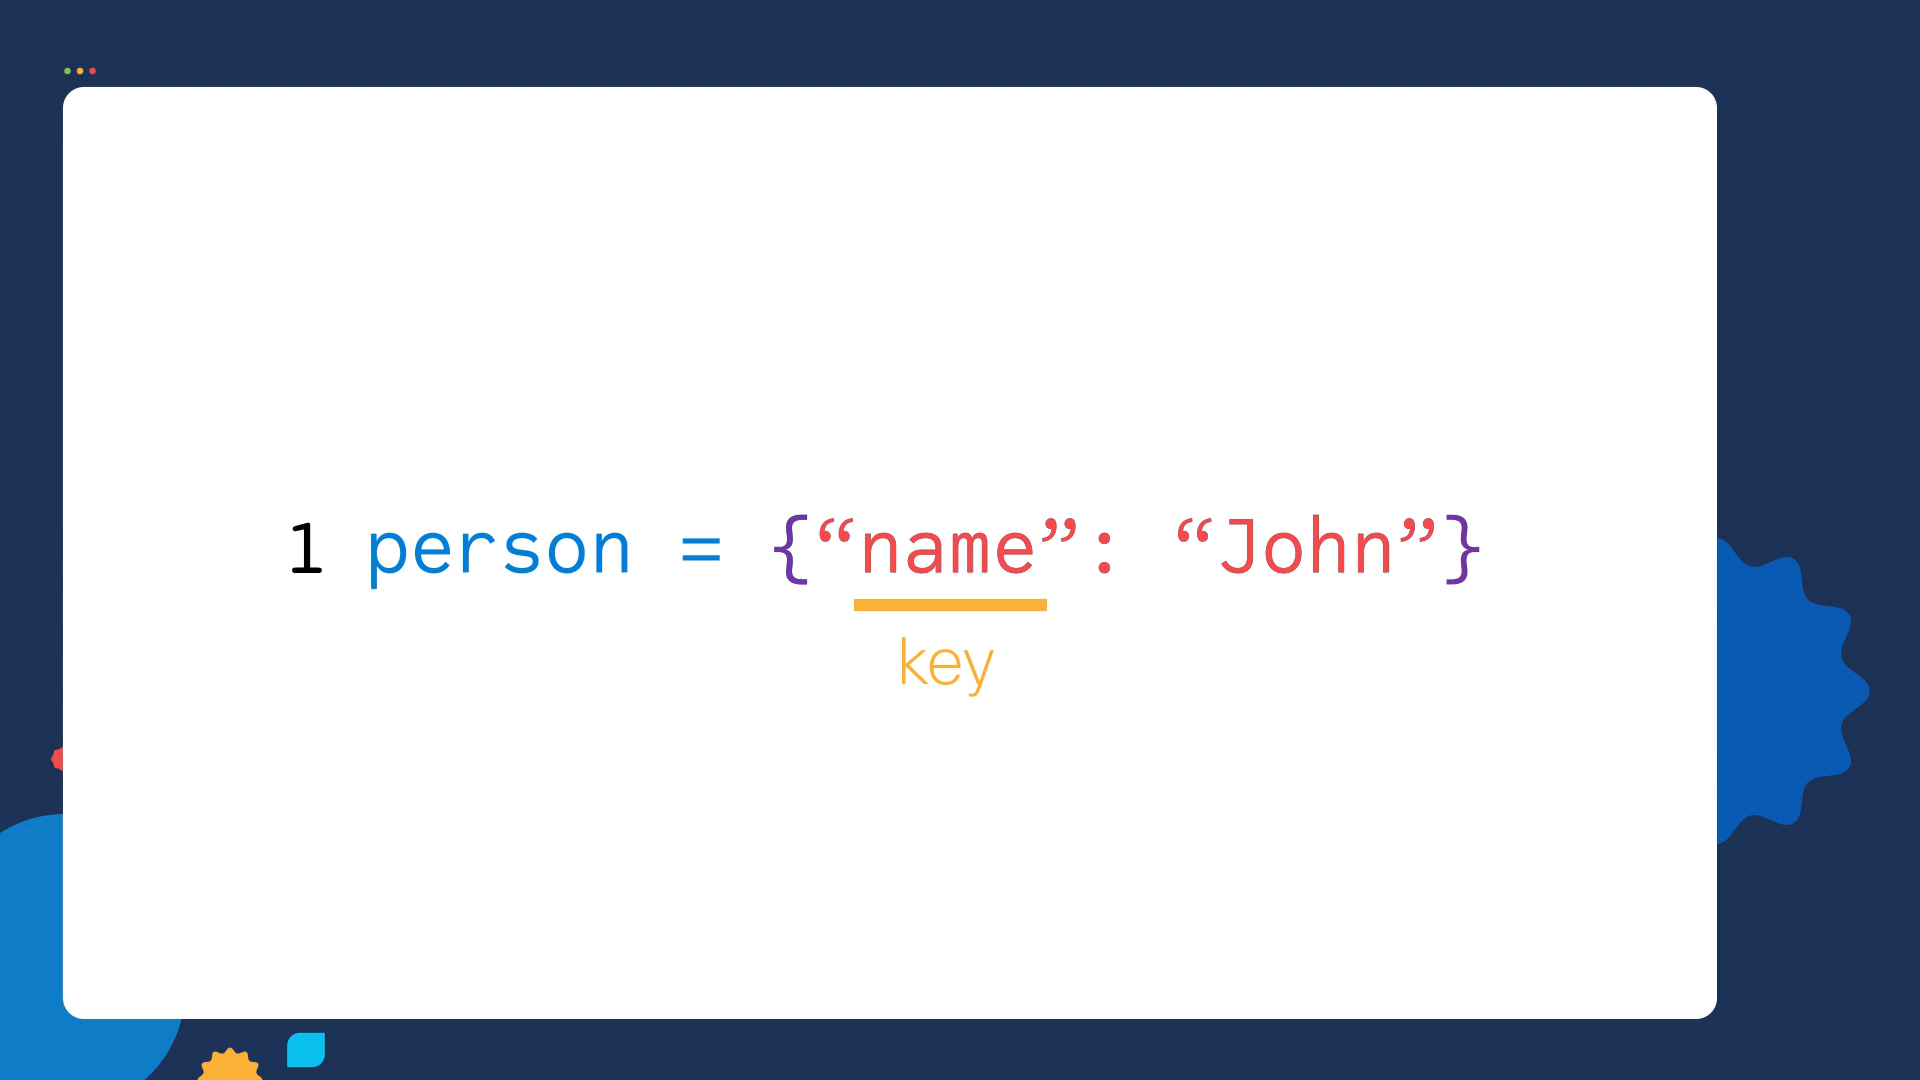 1 person = {“name”: “John”}
key